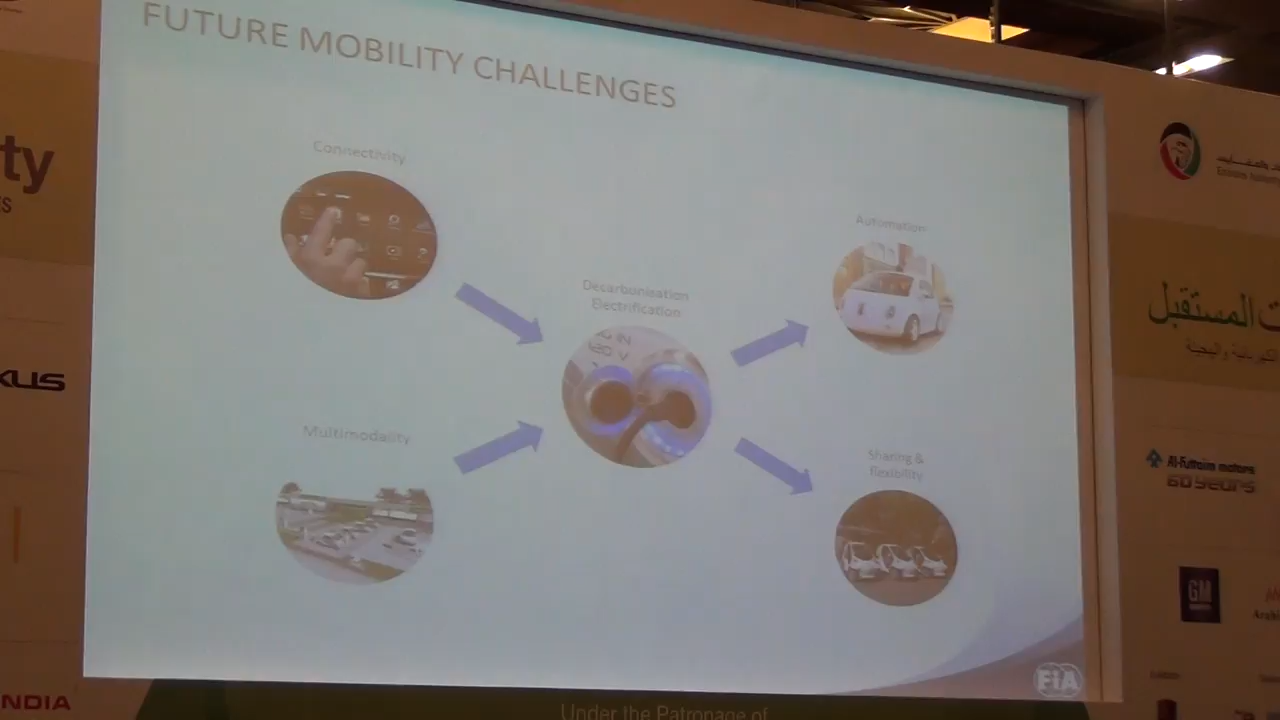 FUTURE MOBILITY CHALLENGES
Connectivity
Automation
Decarbonisation
Electrification
Multimodality
Sharing &
flexibility
FiA
ty
XUS
NDIA
ت المستقبل
Al-Futtaim motors
60 years
GM
Under the Patronage of